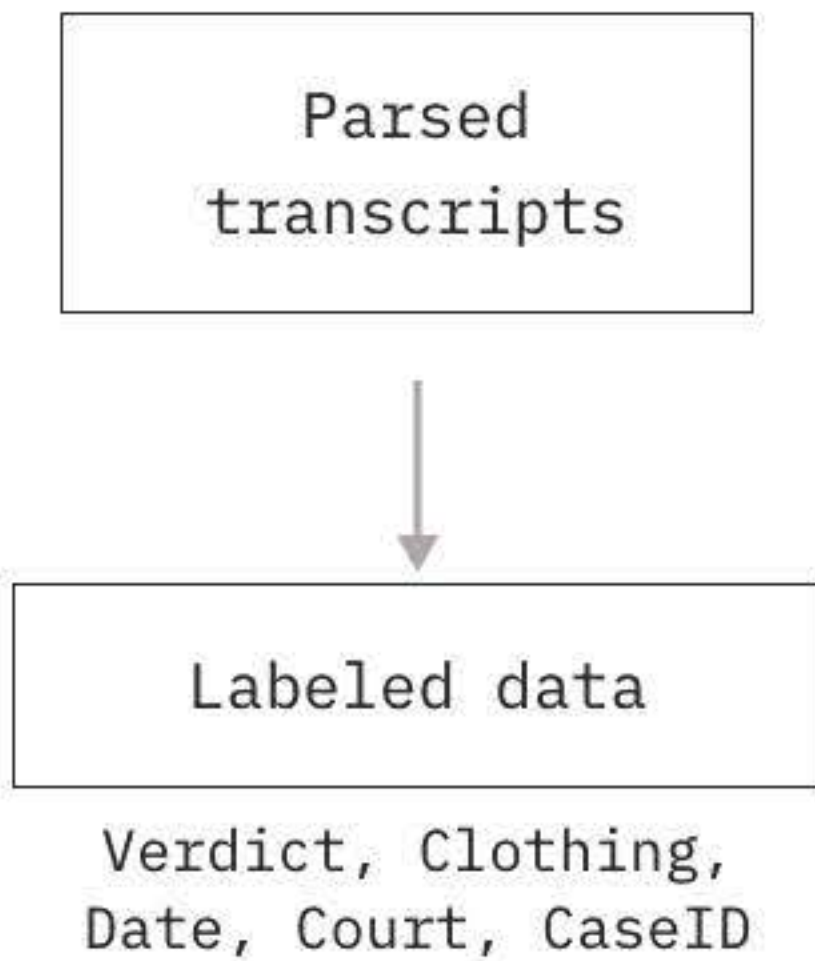 Parsed
transcripts
Labeled data
Verdict, Clothing,
Date, Court, CaseID